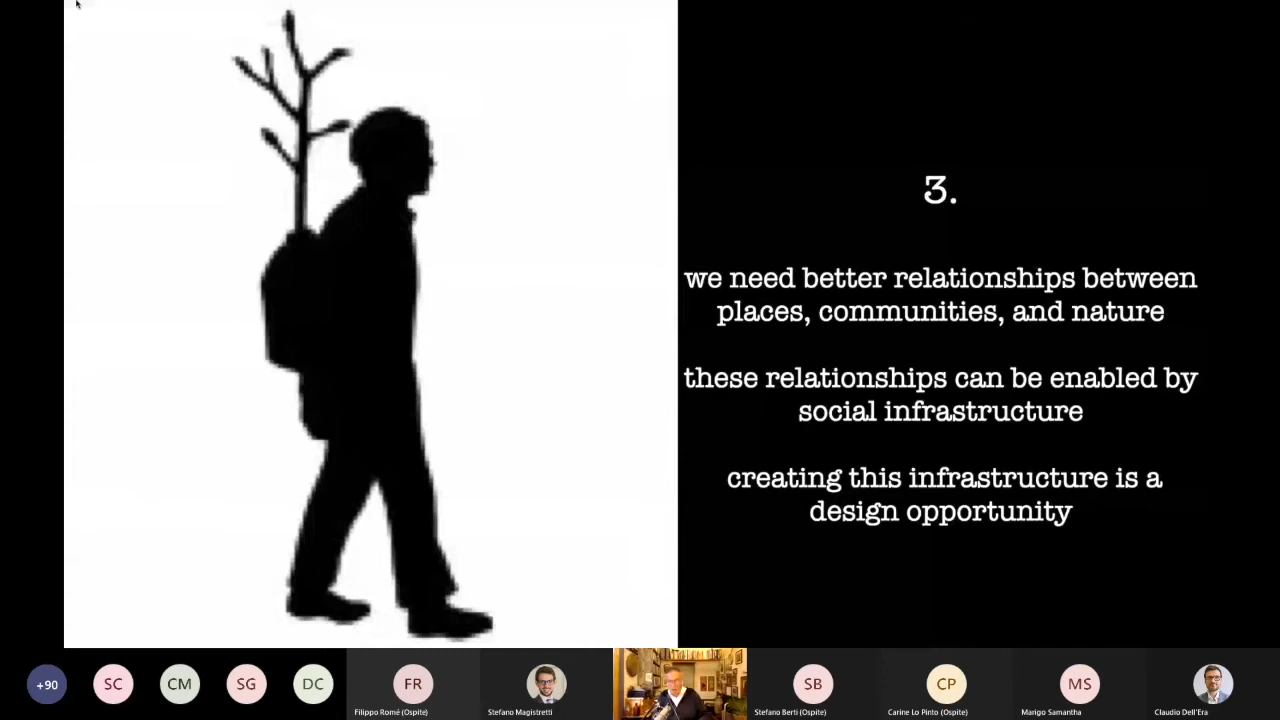 3.
we need better relationships between
places, communities, and nature
these relationships can be enabled by
social infrastructure
creating this infrastructure is a
design opportunity
+90
SC
CM
SG
DC
FR
Filippo Romé (Ospite)
Stefano Magistretti
SB
Stefano Berti (Ospite)
CP
Carine Lo Pinto (Ospite)
MS
Marigo Samantha
Claudio Dell'Era